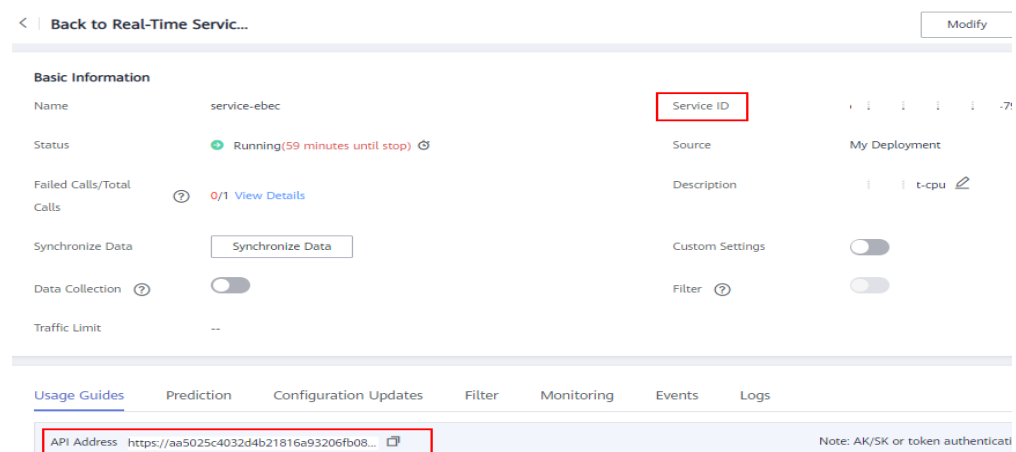 Back to Real-Time Servic...
Modify
Basic Information
Name service-ebec Service ID -79
Status Running(59 minutes until stop) Source My Deployment
Failed Calls/Total Calls 0/1 View Details Description t-cpu
Synchronize Data Synchronize Data Custom Settings
Data Collection Filter
Traffic Limit --
Usage Guides Prediction Configuration Updates Filter Monitoring Events Logs
API Address https://aa5025c4032d4b21816a93206fb08... Note: AK/SK or token authenticati